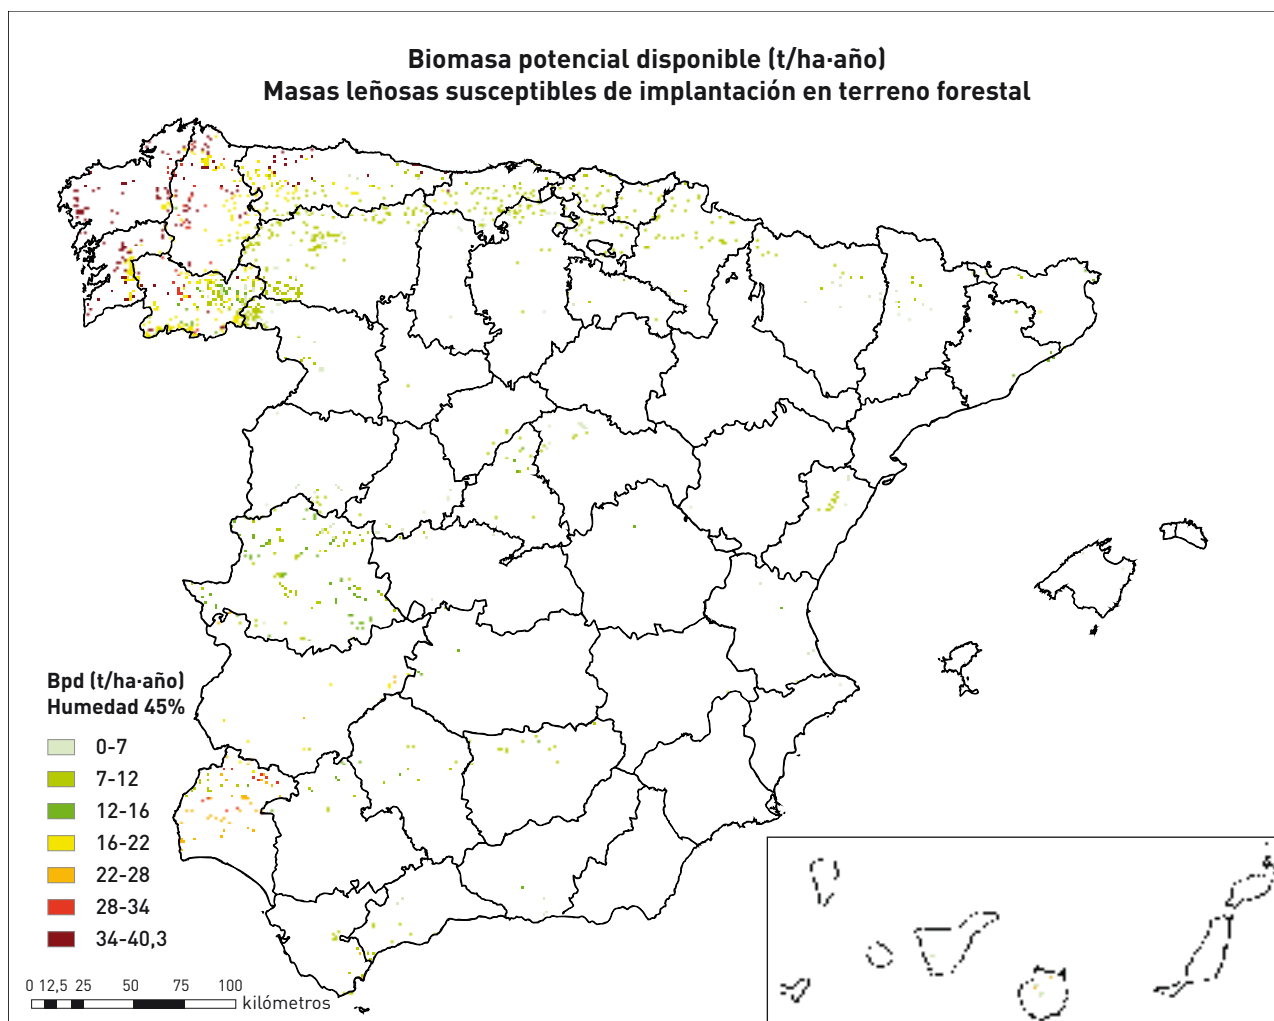 Biomasa potencial disponible (t/ha·año)
Masas leñosas susceptibles de implantación en terreno forestal
Bpd (t/ha·año)
Humedad 45%
0-7
7-12
12-16
16-22
22-28
28-34
34-40,3
0 12,5 25 50 75 100
kilómetros